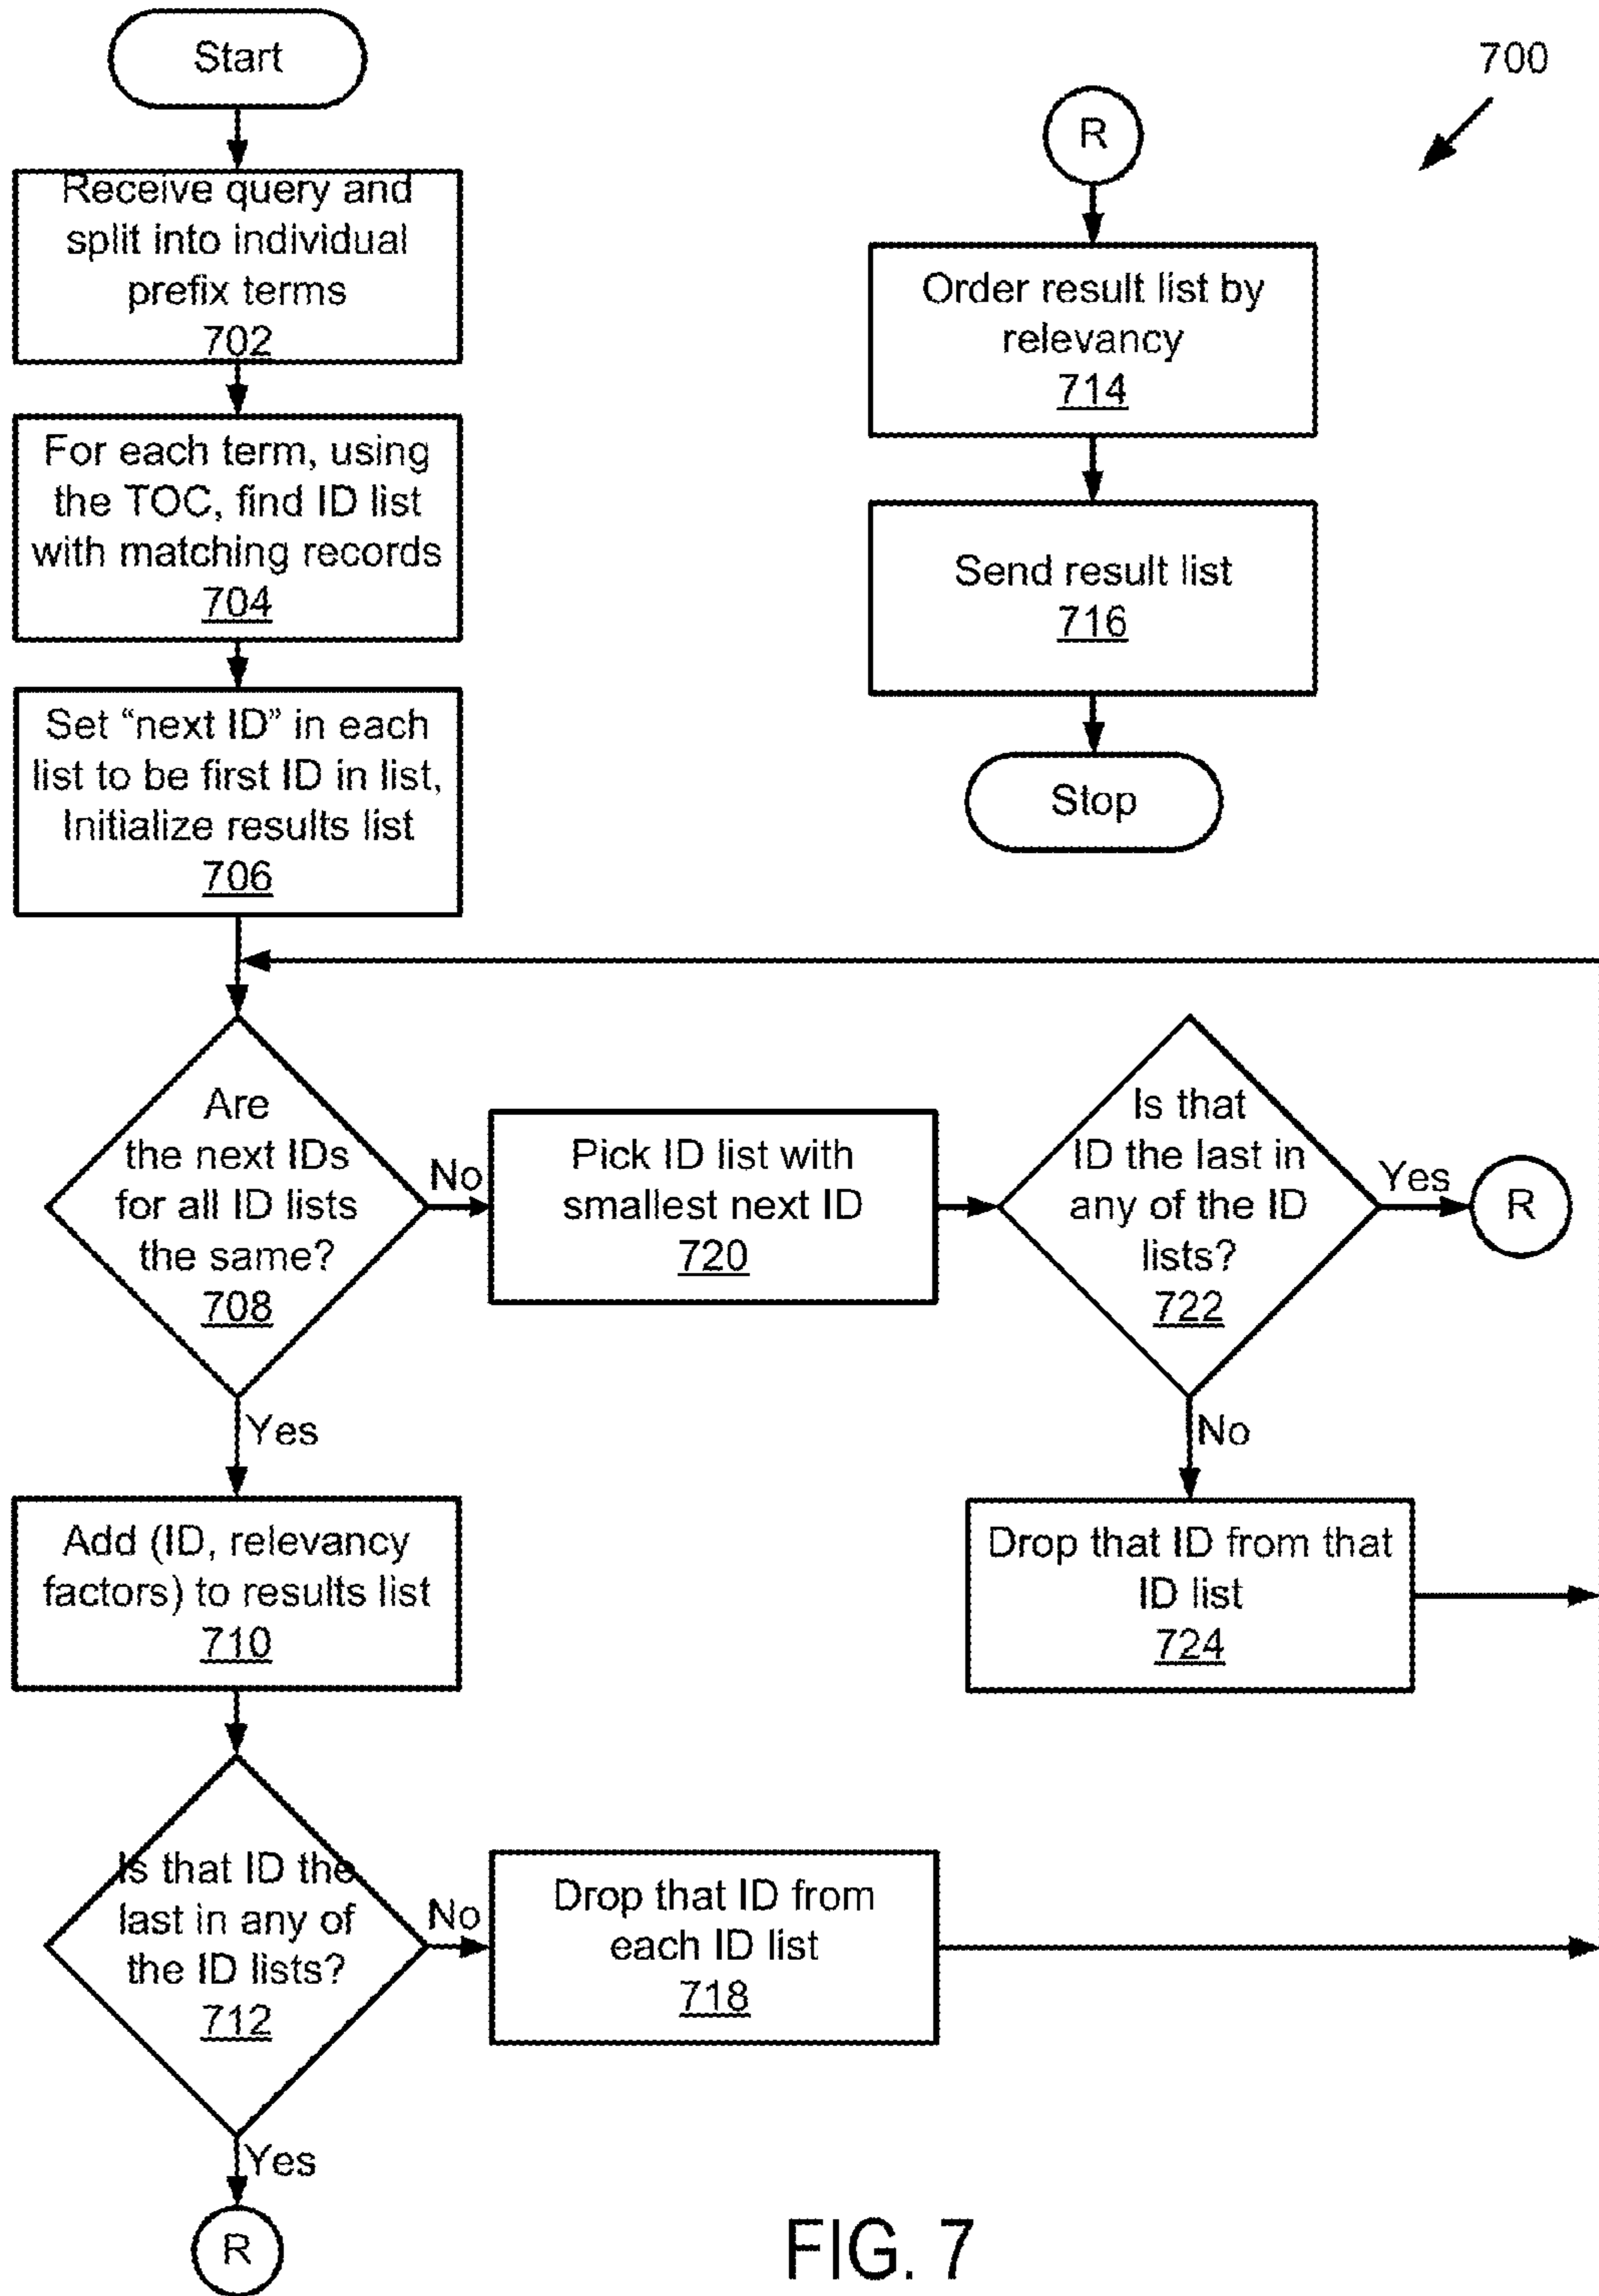 Start
Receive query and
split into individual
prefix terms
702
For each term, using
the TOC, find ID list
with matching records
704
Set “next ID” in each
list to be first ID in list,
Initialize results list
706
700
R
Order result list by
relevancy
714
Send result list
716
Stop
Are
the next IDs
for all ID lists
the same?
708
No
Pick ID list with
smallest next ID
720
Is that
ID the last in
any of the ID
lists?
722
Yes
R
No
Drop that ID from that
ID list
724
Yes
Add (ID, relevancy
factors) to results list
710
Is that ID the
last in any of
the ID lists?
712
No
Drop that ID from
each ID list
718
Yes
R
FIG. 7